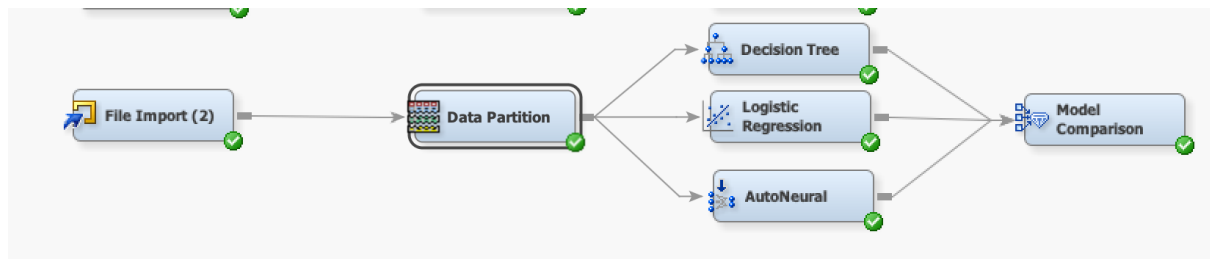 File Import (2)
Data Partition
Decision Tree
Logistic
Regression
AutoNeural
Model
Comparison